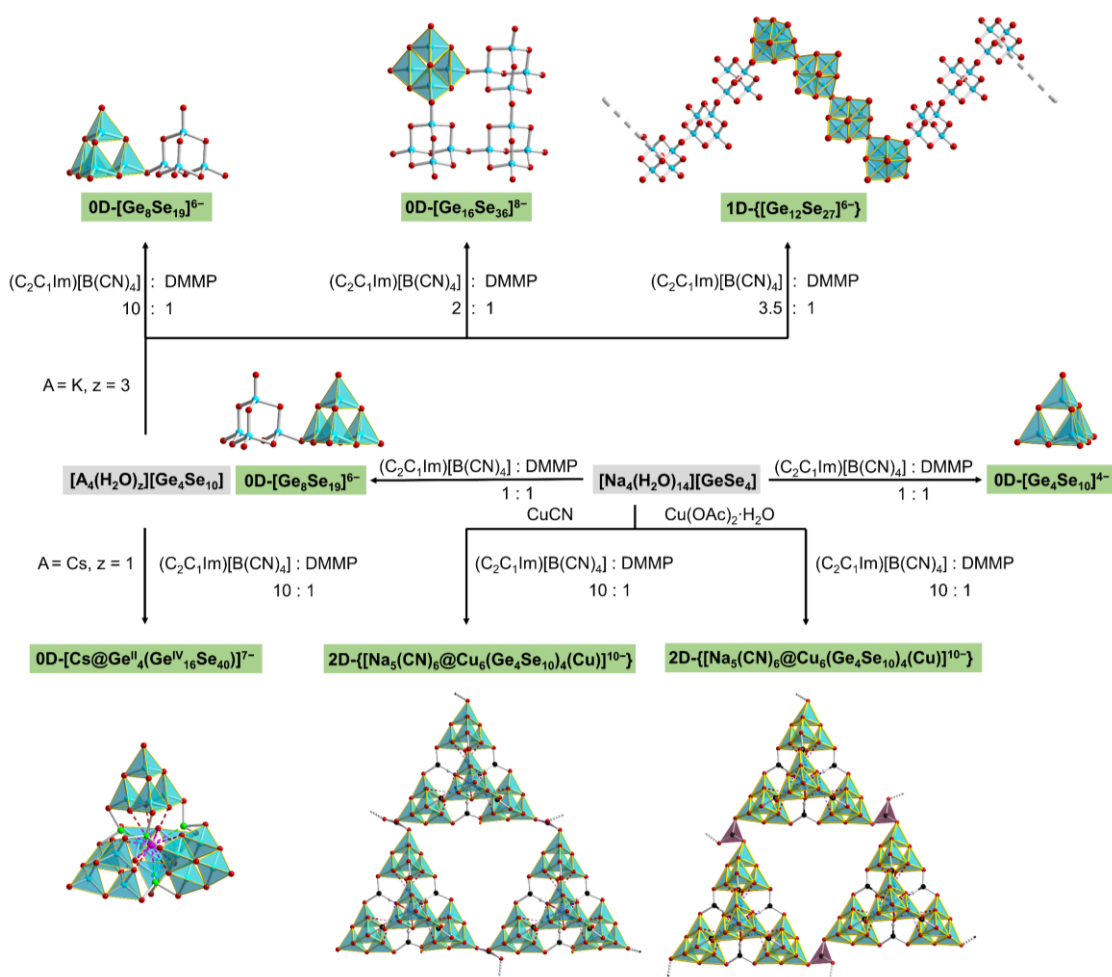 0D-[Ge₈Se₁₉]⁶⁻
0D-[Ge₁₆Se₃₆]⁸⁻
1D-{[Ge₁₂Se₂₇]⁶⁻}
(C₂C₁Im)[B(CN)₄] : DMMP
10 : 1
(C₂C₁Im)[B(CN)₄] : DMMP
2 : 1
(C₂C₁Im)[B(CN)₄] : DMMP
3.5 : 1
A = K, z = 3
[A₄(H₂O)z][Ge₄Se₁₀]
0D-[Ge₈Se₁₉]⁶⁻
(C₂C₁Im)[B(CN)₄] : DMMP
1 : 1
[Na₄(H₂O)₁₄][GeSe₄]
(C₂C₁Im)[B(CN)₄] : DMMP
1 : 1
0D-[Ge₄Se₁₀]⁴⁻
CuCN
Cu(OAc)₂·H₂O
A = Cs, z = 1
(C₂C₁Im)[B(CN)₄] : DMMP
10 : 1
(C₂C₁Im)[B(CN)₄] : DMMP
10 : 1
(C₂C₁Im)[B(CN)₄] : DMMP
10 : 1
0D-[Cs@Geᴵᴵ₄(Geᴵⱽ₁₆Se₄₀)]⁷⁻
2D-{[Na₅(CN)₆@Cu₆(Ge₄Se₁₀)₄(Cu)]¹⁰⁻}
2D-{[Na₅(CN)₆@Cu₆(Ge₄Se₁₀)₄(Cu)]¹⁰⁻}